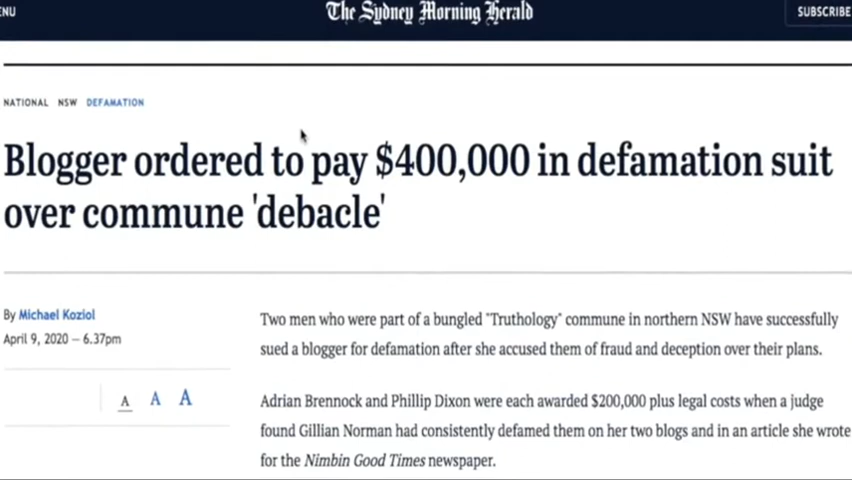 The Sydney Morning Herald
SUBSCRIBE
NATIONAL NSW DEFAMATION
Blogger ordered to pay $400,000 in defamation suit
over commune 'debacle'
By Michael Koziol
April 9, 2020 — 6.37pm
A A A
Two men who were part of a bungled "Truthology" commune in northern NSW have successfully
sued a blogger for defamation after she accused them of fraud and deception over their plans.
Adrian Brennock and Phillip Dixon were each awarded $200,000 plus legal costs when a judge
found Gillian Norman had consistently defamed them on her two blogs and in an article she wrote
for the Nimbin Good Times newspaper.